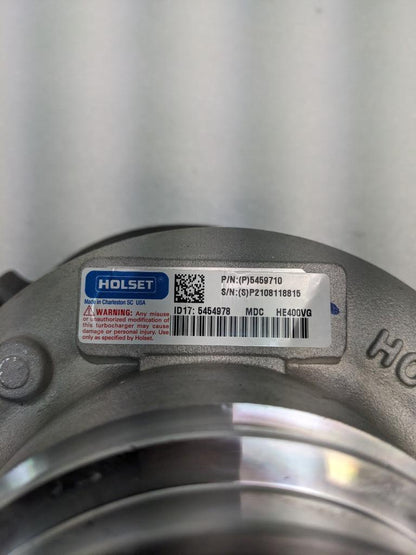 HOLSET
Made in Charleston SC USA
WARNING: Any misuse
or unauthorized modification of
this turbocharger may cause
damage or personal injury. Use
only as specified by Holset.
P/N:(P)5459710
S/N:(S)P2108118815
ID17: 5454978 MDC HE400VG
HO